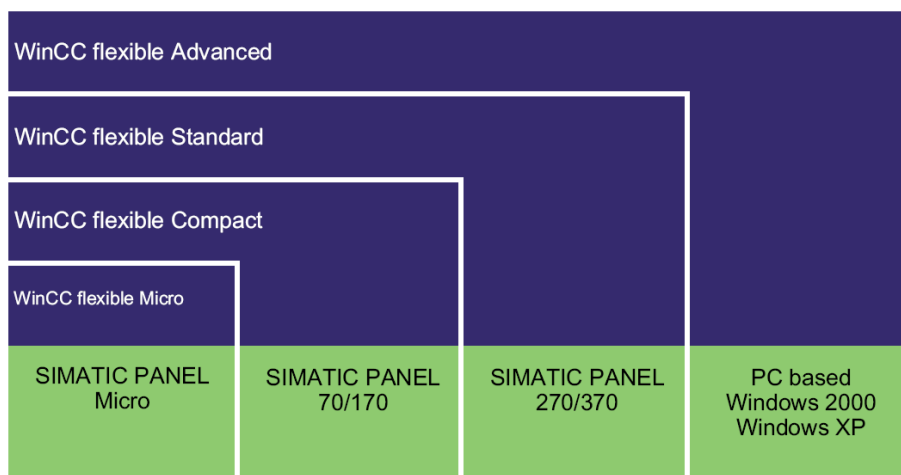 WinCC flexible Advanced
WinCC flexible Standard
WinCC flexible Compact
WinCC flexible Micro
SIMATIC PANEL
Micro
SIMATIC PANEL
70/170
SIMATIC PANEL
270/370
PC based
Windows 2000
Windows XP